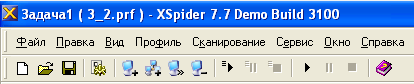 Задача1 ( 3_2.prf ) - XSpider 7.7 Demo Build 3100
Файл Правка Вид Профиль Сканирование Сервис Окно Справка